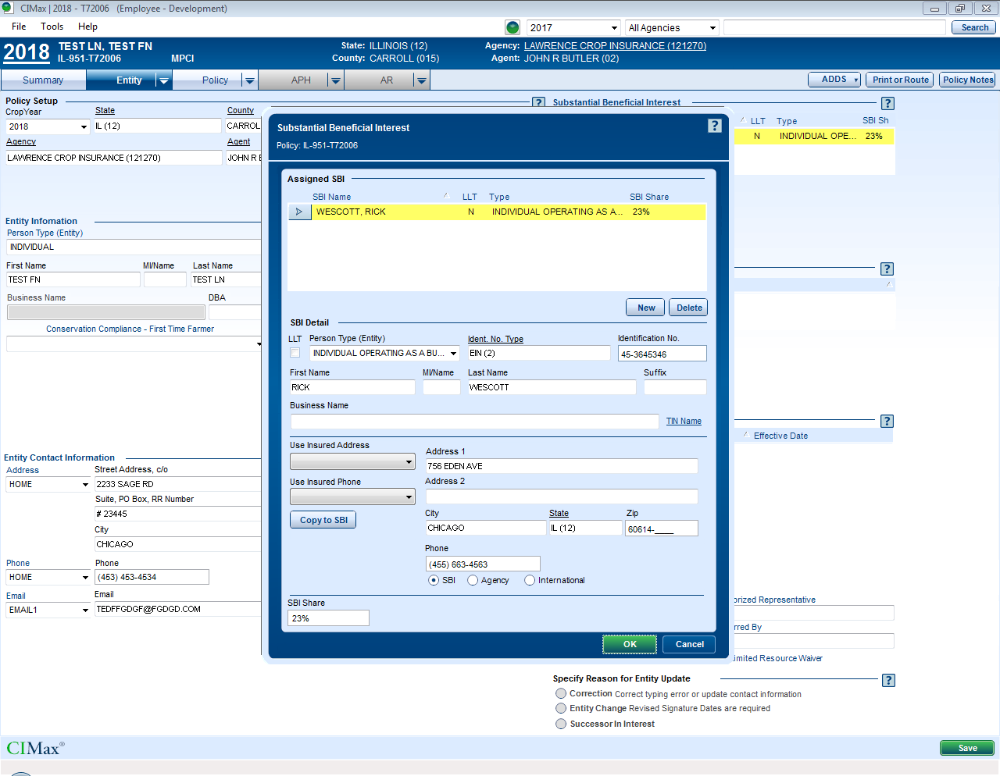 CIMax | 2018 - T72006 (Employee - Development)
File Tools Help
2017 All Agencies Search
2018 TEST LN, TEST FN
IL-951-T72006 MPCI
State: ILLINOIS (12)
County: CARROLL (015)
Agency: LAWRENCE CROP INSURANCE (121270)
Agent: JOHN R BUTLER (02)
Summary Entity Policy APH AR ADDS Print or Route Policy Notes
Policy Setup ?
CropYear State County
2018 IL (12) CARROL
Agency Agent
LAWRENCE CROP INSURANCE (121270) JOHN R B
Entity Infomation
Person Type (Entity)
INDIVIDUAL
First Name MI/Name Last Name
TEST FN TEST LN
Business Name DBA
Conservation Compliance - First Time Farmer
Entity Contact Information
Address Street Address, c/o
HOME 2233 SAGE RD
Suite, PO Box, RR Number
# 23445
City
CHICAGO
Phone Phone
HOME (453) 453-4534
Email Email
EMAIL1 TEDFFGDGF@FGDGD.COM
Substantial Beneficial Interest ?
Policy: IL-951-T72006
Assigned SBI
SBI Name LLT Type SBI Share
WESCOTT, RICK N INDIVIDUAL OPERATING AS A... 23%
New Delete
SBI Detail
LLT Person Type (Entity) Ident. No. Type Identification No.
INDIVIDUAL OPERATING AS A BU... EIN (2) 45-3645346
First Name MI/Name Last Name Suffix
RICK WESCOTT
Business Name
TIN Name
Use Insured Address Address 1
756 EDEN AVE
Use Insured Phone Address 2
Copy to SBI
City State Zip
CHICAGO IL (12) 60614-____
Phone
(455) 663-4563
SBI Agency International
SBI Share
23%
OK Cancel
Substantial Beneficial Interest ?
LLT Type SBI Sh
N INDIVIDUAL OPE... 23%
?
?
Effective Date
orized Representative
rred By
imited Resource Waiver
Specify Reason for Entity Update ?
Correction Correct typing error or update contact information
Entity Change Revised Signature Dates are required
Successor In Interest
CIMax® Save